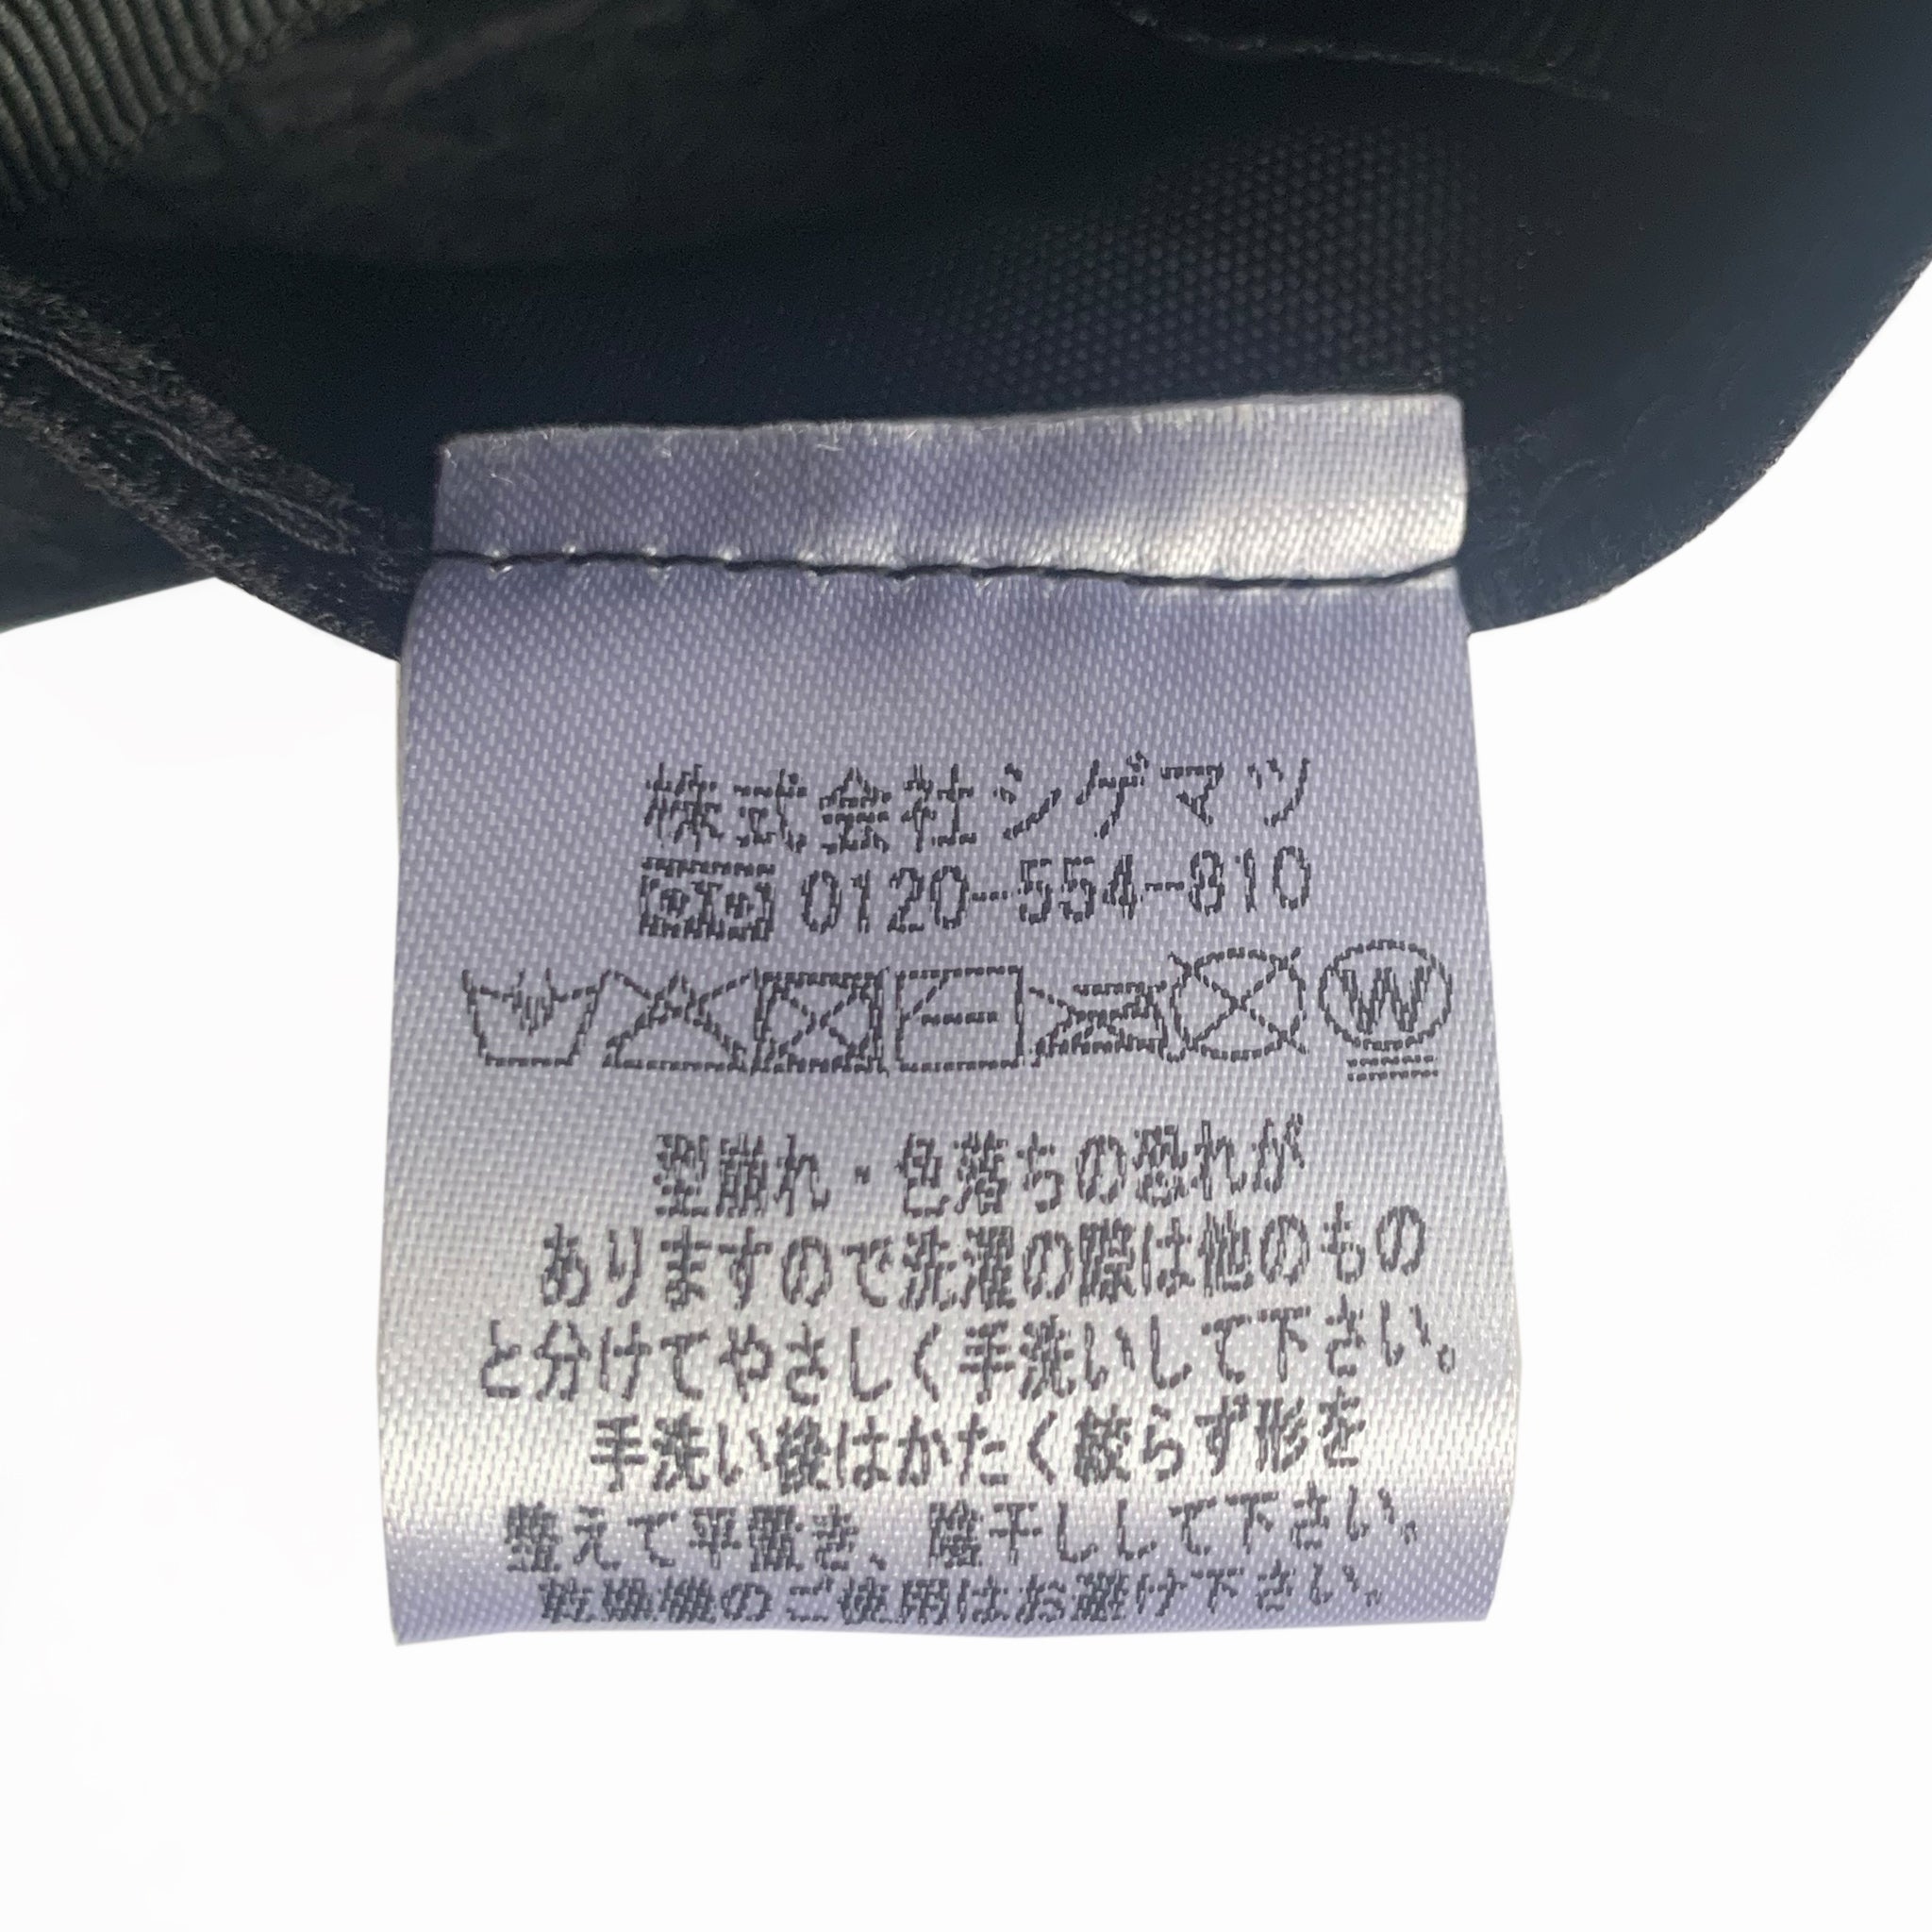 株式会社シゲマツ
0120-554-810
W
型崩れ・色落ちの恐れが
ありますので洗濯の際は他のもの
と分けてやさしく手洗いして下さい。
手洗い後はかたく絞らず形を
整えて平置き、陰干しして下さい。
乾燥機のご使用はお避け下さい。